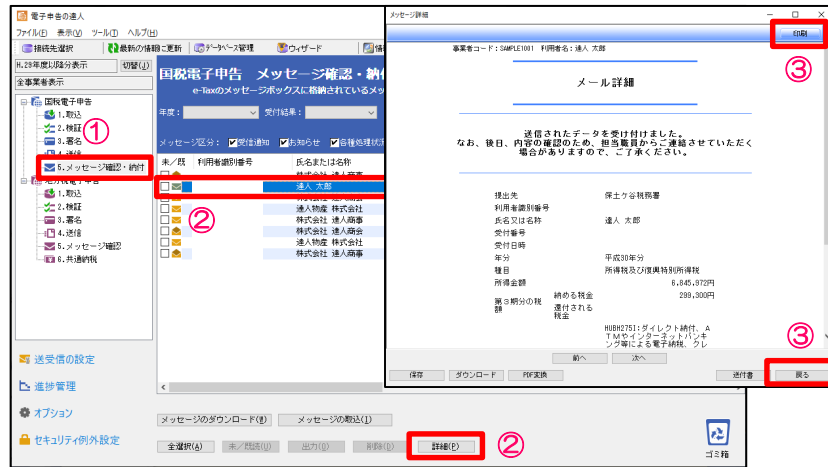 電子申告の達人
ファイル(F) 表示(V) ツール(T) ヘルプ(H)
接続先選択 最新の情報に更新 データベース管理 ウィザード
H.29年度以降分表示 切替(J)
全事業者表示
国税電子申告
1.取込
2.検証
①
3.署名
4.送信
5.メッセージ確認・納付
1.取込
2.検証
3.署名
4.送信
5.メッセージ確認
6.共通納税
送受信の設定
進捗管理
オプション
セキュリティ例外設定
国税電子申告 メッセージ確認・納
e-Taxのメッセージボックスに格納されているメッ
年度: 受付結果:
メッセージ区分: 受信通知 お知らせ 各種処理状況
未/既 利用者識別番号 氏名または名称
株式会社 達人商事
達人 太郎
②
達人物産 株式会社
株式会社 達人商事
株式会社 達人商会
達人物産 株式会社
株式会社 達人商事
メッセージのダウンロード(M) メッセージの取込(I)
全選択(A) 未/既読(U) 出力(O) 削除(D) 詳細(P) ②
ゴミ箱
メッセージ詳細
印刷
③
事業者コード:SAMPLE1001 利用者名:達人 太郎
メール詳細
送信されたデータを受け付けました。
なお、後日、内容の確認のため、担当職員からご連絡させていただく
場合がありますので、ご了承ください。
提出先 保土ケ谷税務署
利用者識別番号
氏名又は名称 達人 太郎
受付番号
受付日時
年分 平成30年分
種目 所得税及び復興特別所得税
所得金額 6,845,972円
第3期分の税額 納める税金 299,300円
還付される税金
HUBH275I:ダイレクト納付、A
TMやインターネットバンキ
ング等による電子納税、クレ
③
前へ 次へ
保存 ダウンロード PDF変換 送付書 戻る